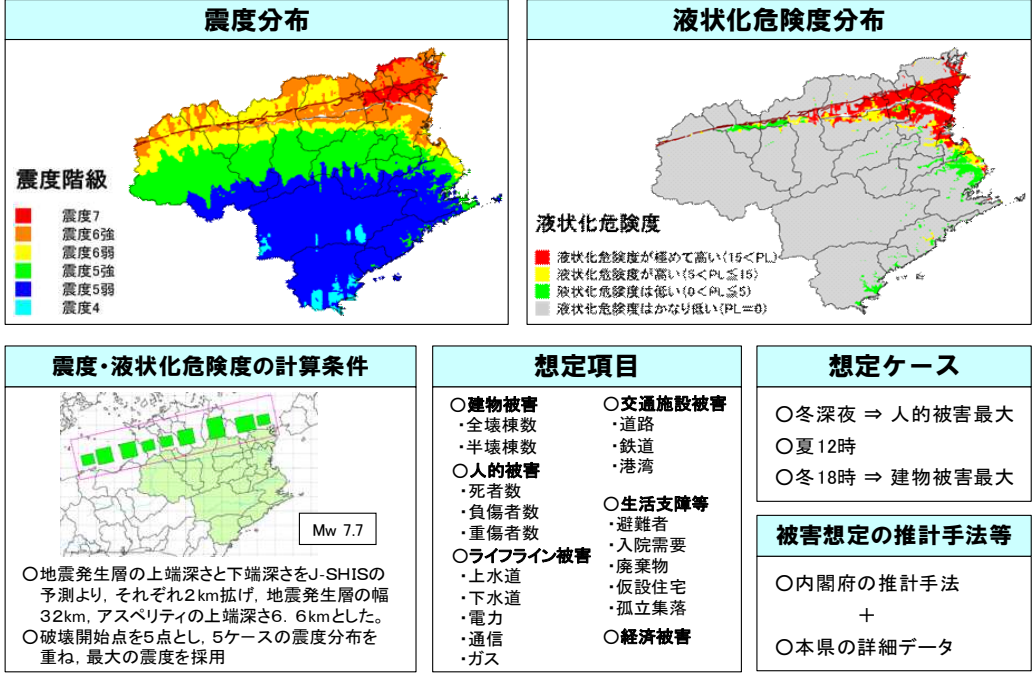 震度分布
震度階級
震度7
震度6強
震度6弱
震度5強
震度5弱
震度4
液状化危険度分布
液状化危険度
液状化危険度が極めて高い(15<PL)
液状化危険度が高い(5<PL≦15)
液状化危険度は低い(0<PL≦5)
液状化危険度はかなり低い(PL=0)
震度・液状化危険度の計算条件
Mw 7.7
○地震発生層の上端深さと下端深さをJ-SHISの
予測より,それぞれ2km拡げ,地震発生層の幅
32km,アスペリティの上端深さ6.6kmとした。
○破壊開始点を5点とし,5ケースの震度分布を
重ね,最大の震度を採用
想定項目
○建物被害
・全壊棟数
・半壊棟数
○人的被害
・死者数
・負傷者数
・重傷者数
○ライフライン被害
・上水道
・下水道
・電力
・通信
・ガス
○交通施設被害
・道路
・鉄道
・港湾
○生活支障等
・避難者
・入院需要
・廃棄物
・仮設住宅
・孤立集落
○経済被害
想定ケース
○冬深夜 ⇒ 人的被害最大
○夏12時
○冬18時 ⇒ 建物被害最大
被害想定の推計手法等
○内閣府の推計手法
+
○本県の詳細データ